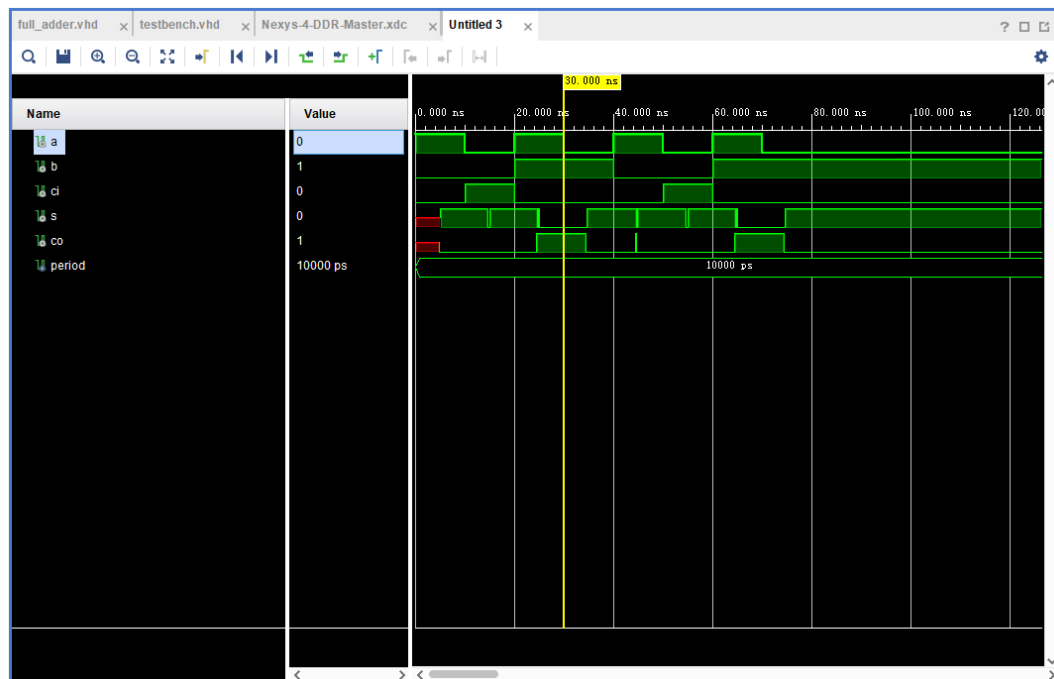 full_adder.vhd × testbench.vhd × Nexys-4-DDR-Master.xdc × Untitled 3 × ?
30.000 ns
Name Value 0.000 ns 20.000 ns 40.000 ns 60.000 ns 80.000 ns 100.000 ns 120.00
a 0
b 1
ci 0
s 0
co 1
period 10000 ps 10000 ps